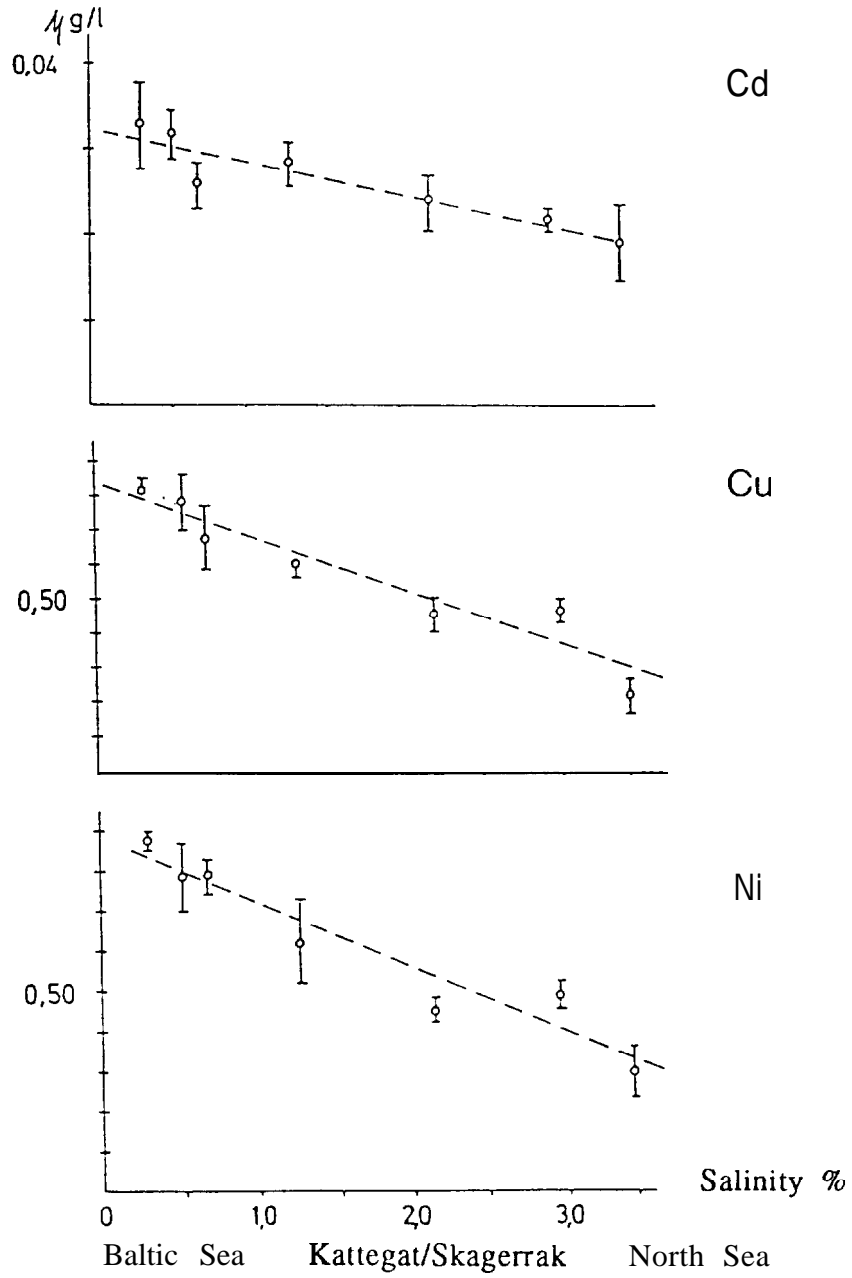 μg/l
0,04
Cd
Cu
0,50
Ni
0,50
Salinity %
0 1,0 2,0 3,0
Baltic Sea Kattegat/Skagerrak North Sea